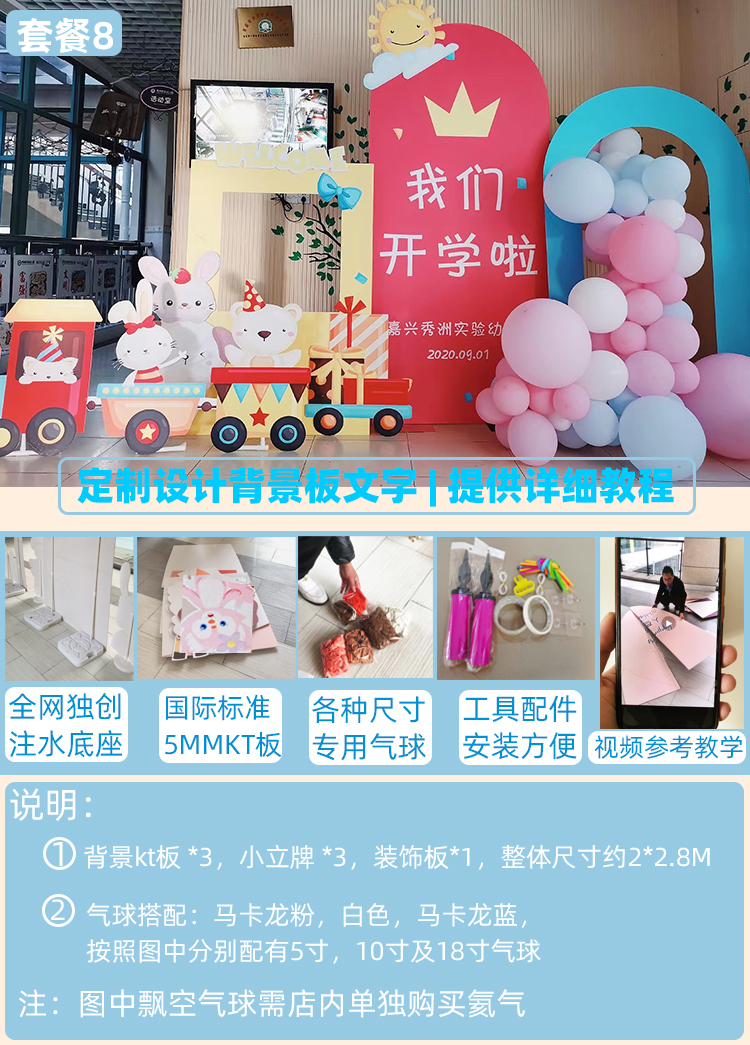 套餐8
活动室
WELCOME
我们
开学啦
嘉兴秀洲实验幼
2020.09.01
定制设计背景板文字 | 提供详细教程
全网独创
注水底座
国际标准
5MMKT板
各种尺寸
专用气球
工具配件
安装方便
视频参考教学
说明：
① 背景kt板 *3，小立牌 *3，装饰板*1，整体尺寸约2*2.8M
② 气球搭配：马卡龙粉，白色，马卡龙蓝，
按照图中分别配有5寸，10寸及18寸气球
注：图中飘空气球需店内单独购买氦气